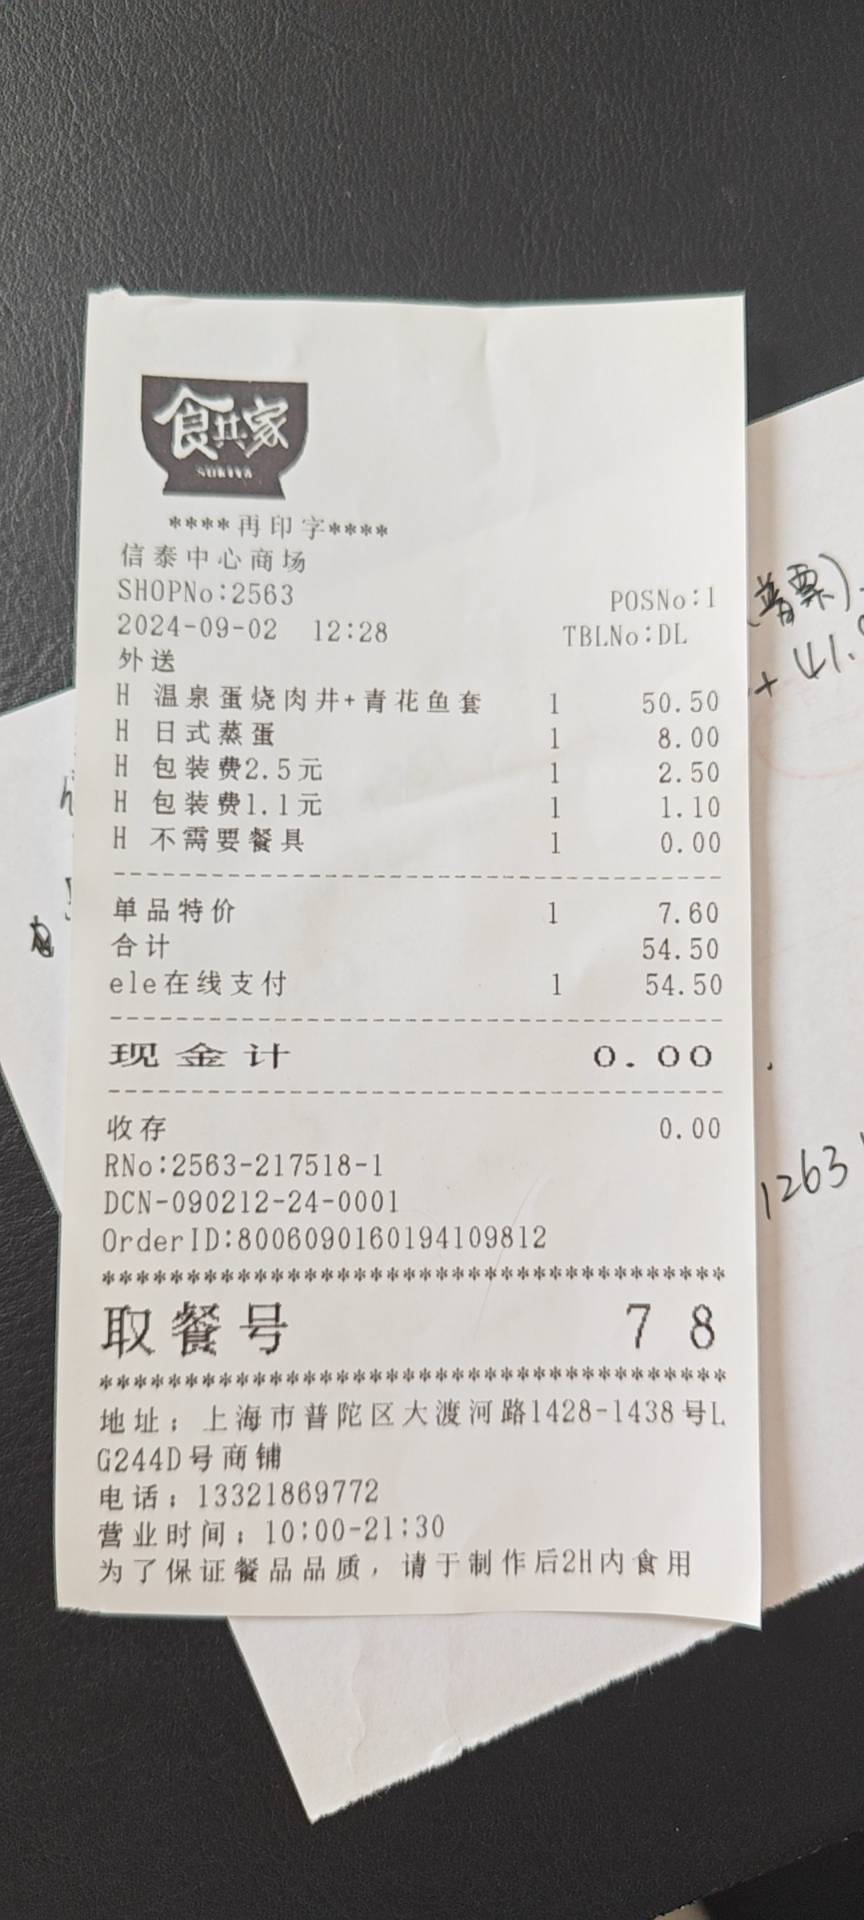 食其家
SUKIYA
****再印字****
信泰中心商场
SHOPNo:2563 POSNo:1
2024-09-02 12:28 TBLNo:DL
外送
H 温泉蛋烧肉井+青花鱼套 1 50.50
H 日式蒸蛋 1 8.00
H 包装费2.5元 1 2.50
H 包装费1.1元 1 1.10
H 不需要餐具 1 0.00
单品特价 1 7.60
合计 54.50
ele在线支付 1 54.50
现金计 0.00
收存 0.00
RNo:2563-217518-1
DCN-090212-24-0001
OrderID:8006090160194109812
取餐号 78
地址：上海市普陀区大渡河路1428-1438号L
G244D号商铺
电话：13321869772
营业时间：10:00-21:30
为了保证餐品品质，请于制作后2H内食用
(普票)
+ 41.
1263